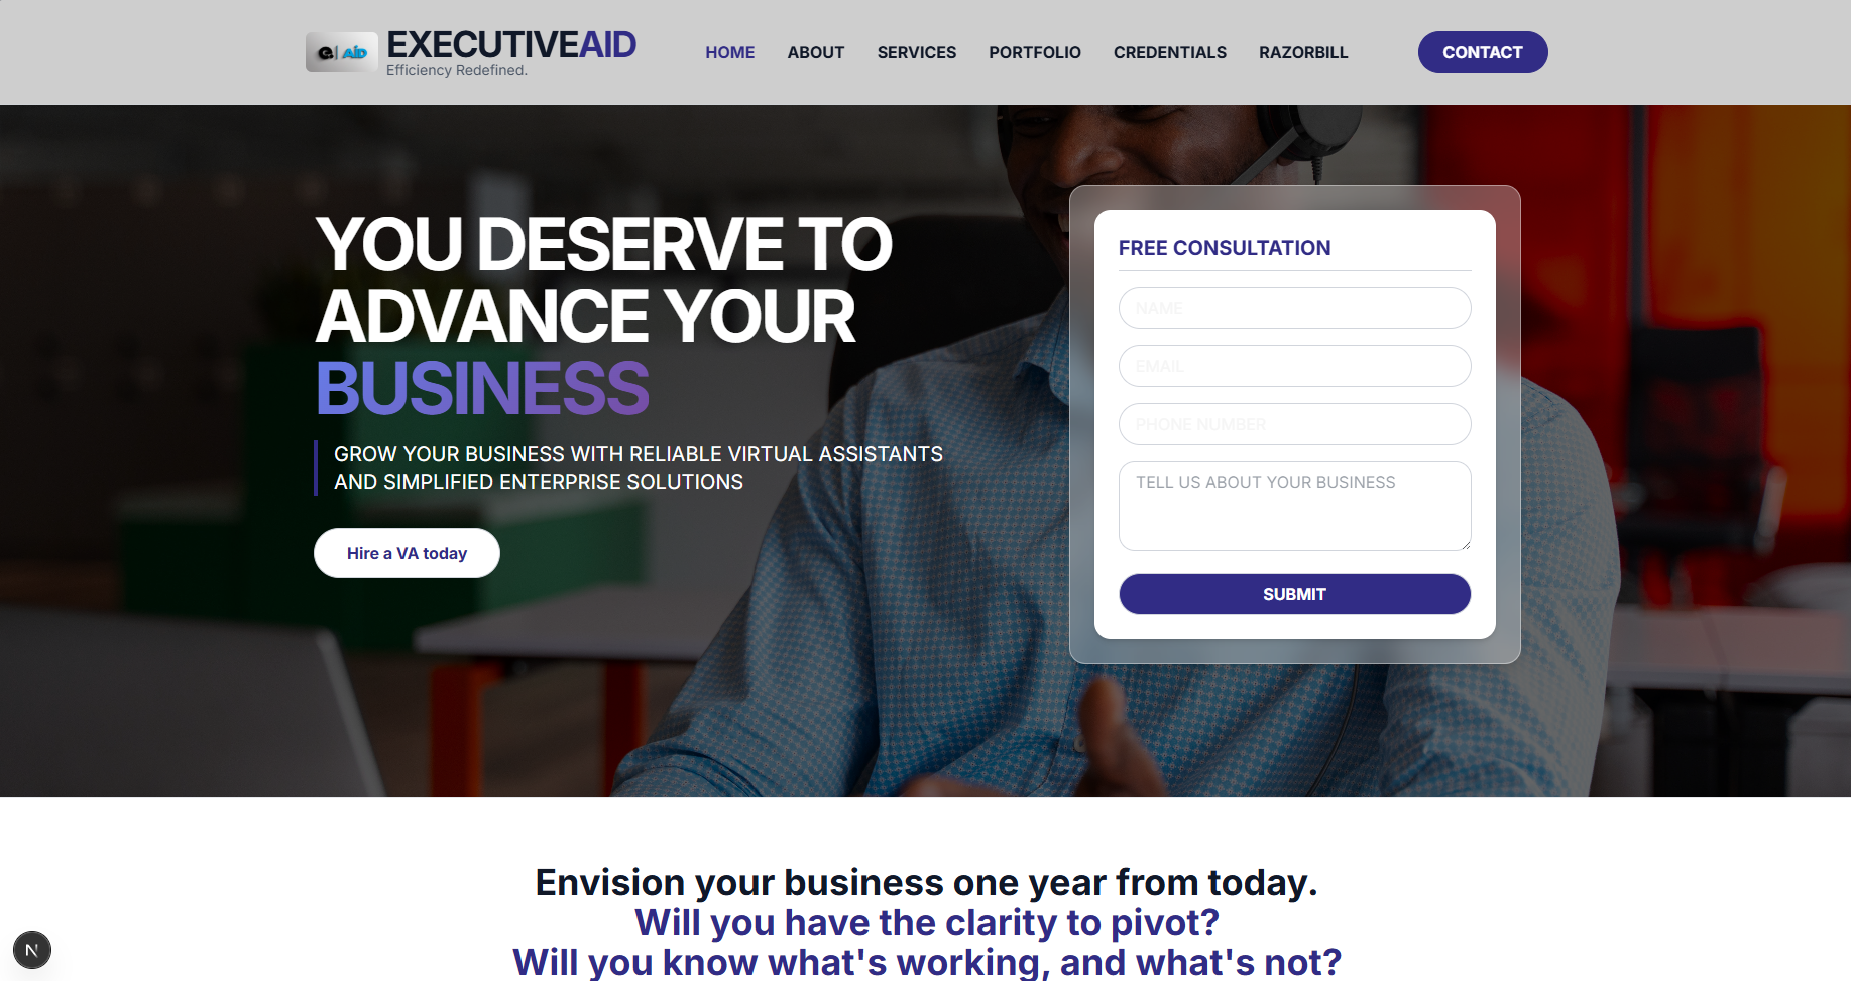 AID
EXECUTIVEAID
Efficiency Redefined.
HOME
ABOUT
SERVICES
PORTFOLIO
CREDENTIALS
RAZORBILL
CONTACT
YOU DESERVE TO
ADVANCE YOUR
BUSINESS
GROW YOUR BUSINESS WITH RELIABLE VIRTUAL ASSISTANTS
AND SIMPLIFIED ENTERPRISE SOLUTIONS
Hire a VA today
FREE CONSULTATION
NAME
EMAIL
PHONE NUMBER
TELL US ABOUT YOUR BUSINESS
SUBMIT
Envision your business one year from today.
Will you have the clarity to pivot?
Will you know what's working, and what's not?
N